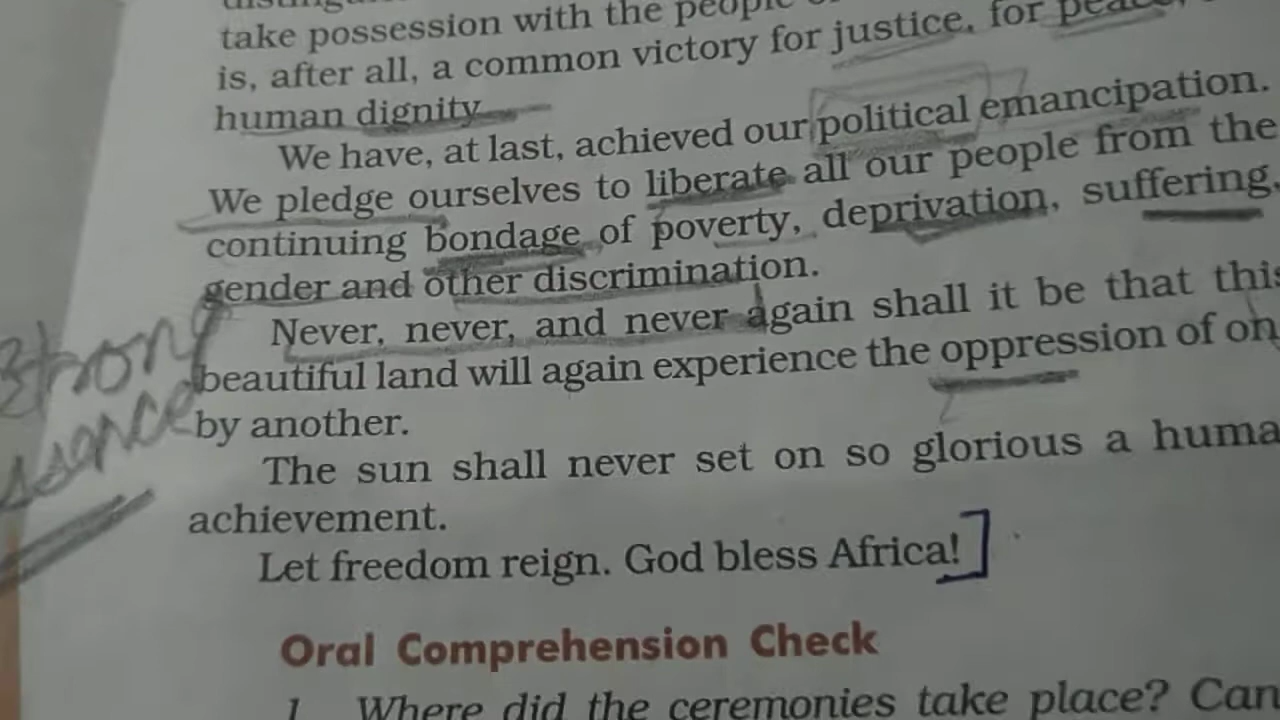 take possession with the people
is, after all, a common victory for justice, for peace,
human dignity
We have, at last, achieved our political emancipation.
We pledge ourselves to liberate all our people from the
continuing bondage of poverty, deprivation, suffering,
gender and other discrimination.
Never, never, and never again shall it be that this
Strong
beautiful land will again experience the oppression of on
by another.
The sun shall never set on so glorious a huma
achievement.
Let freedom reign. God bless Africa!]
Oral Comprehension Check
1. Where did the ceremonies take place? Can